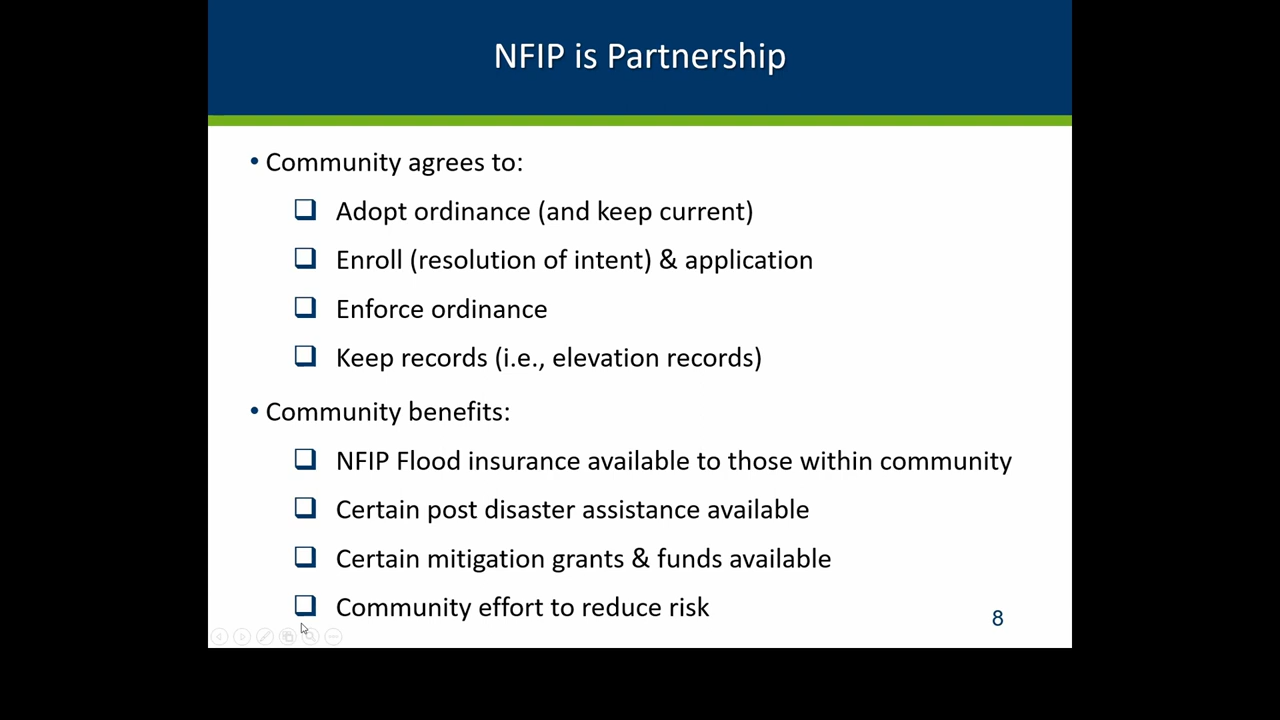 NFIP is Partnership
• Community agrees to:
❑ Adopt ordinance (and keep current)
❑ Enroll (resolution of intent) & application
❑ Enforce ordinance
❑ Keep records (i.e., elevation records)
• Community benefits:
❑ NFIP Flood insurance available to those within community
❑ Certain post disaster assistance available
❑ Certain mitigation grants & funds available
❑ Community effort to reduce risk
8